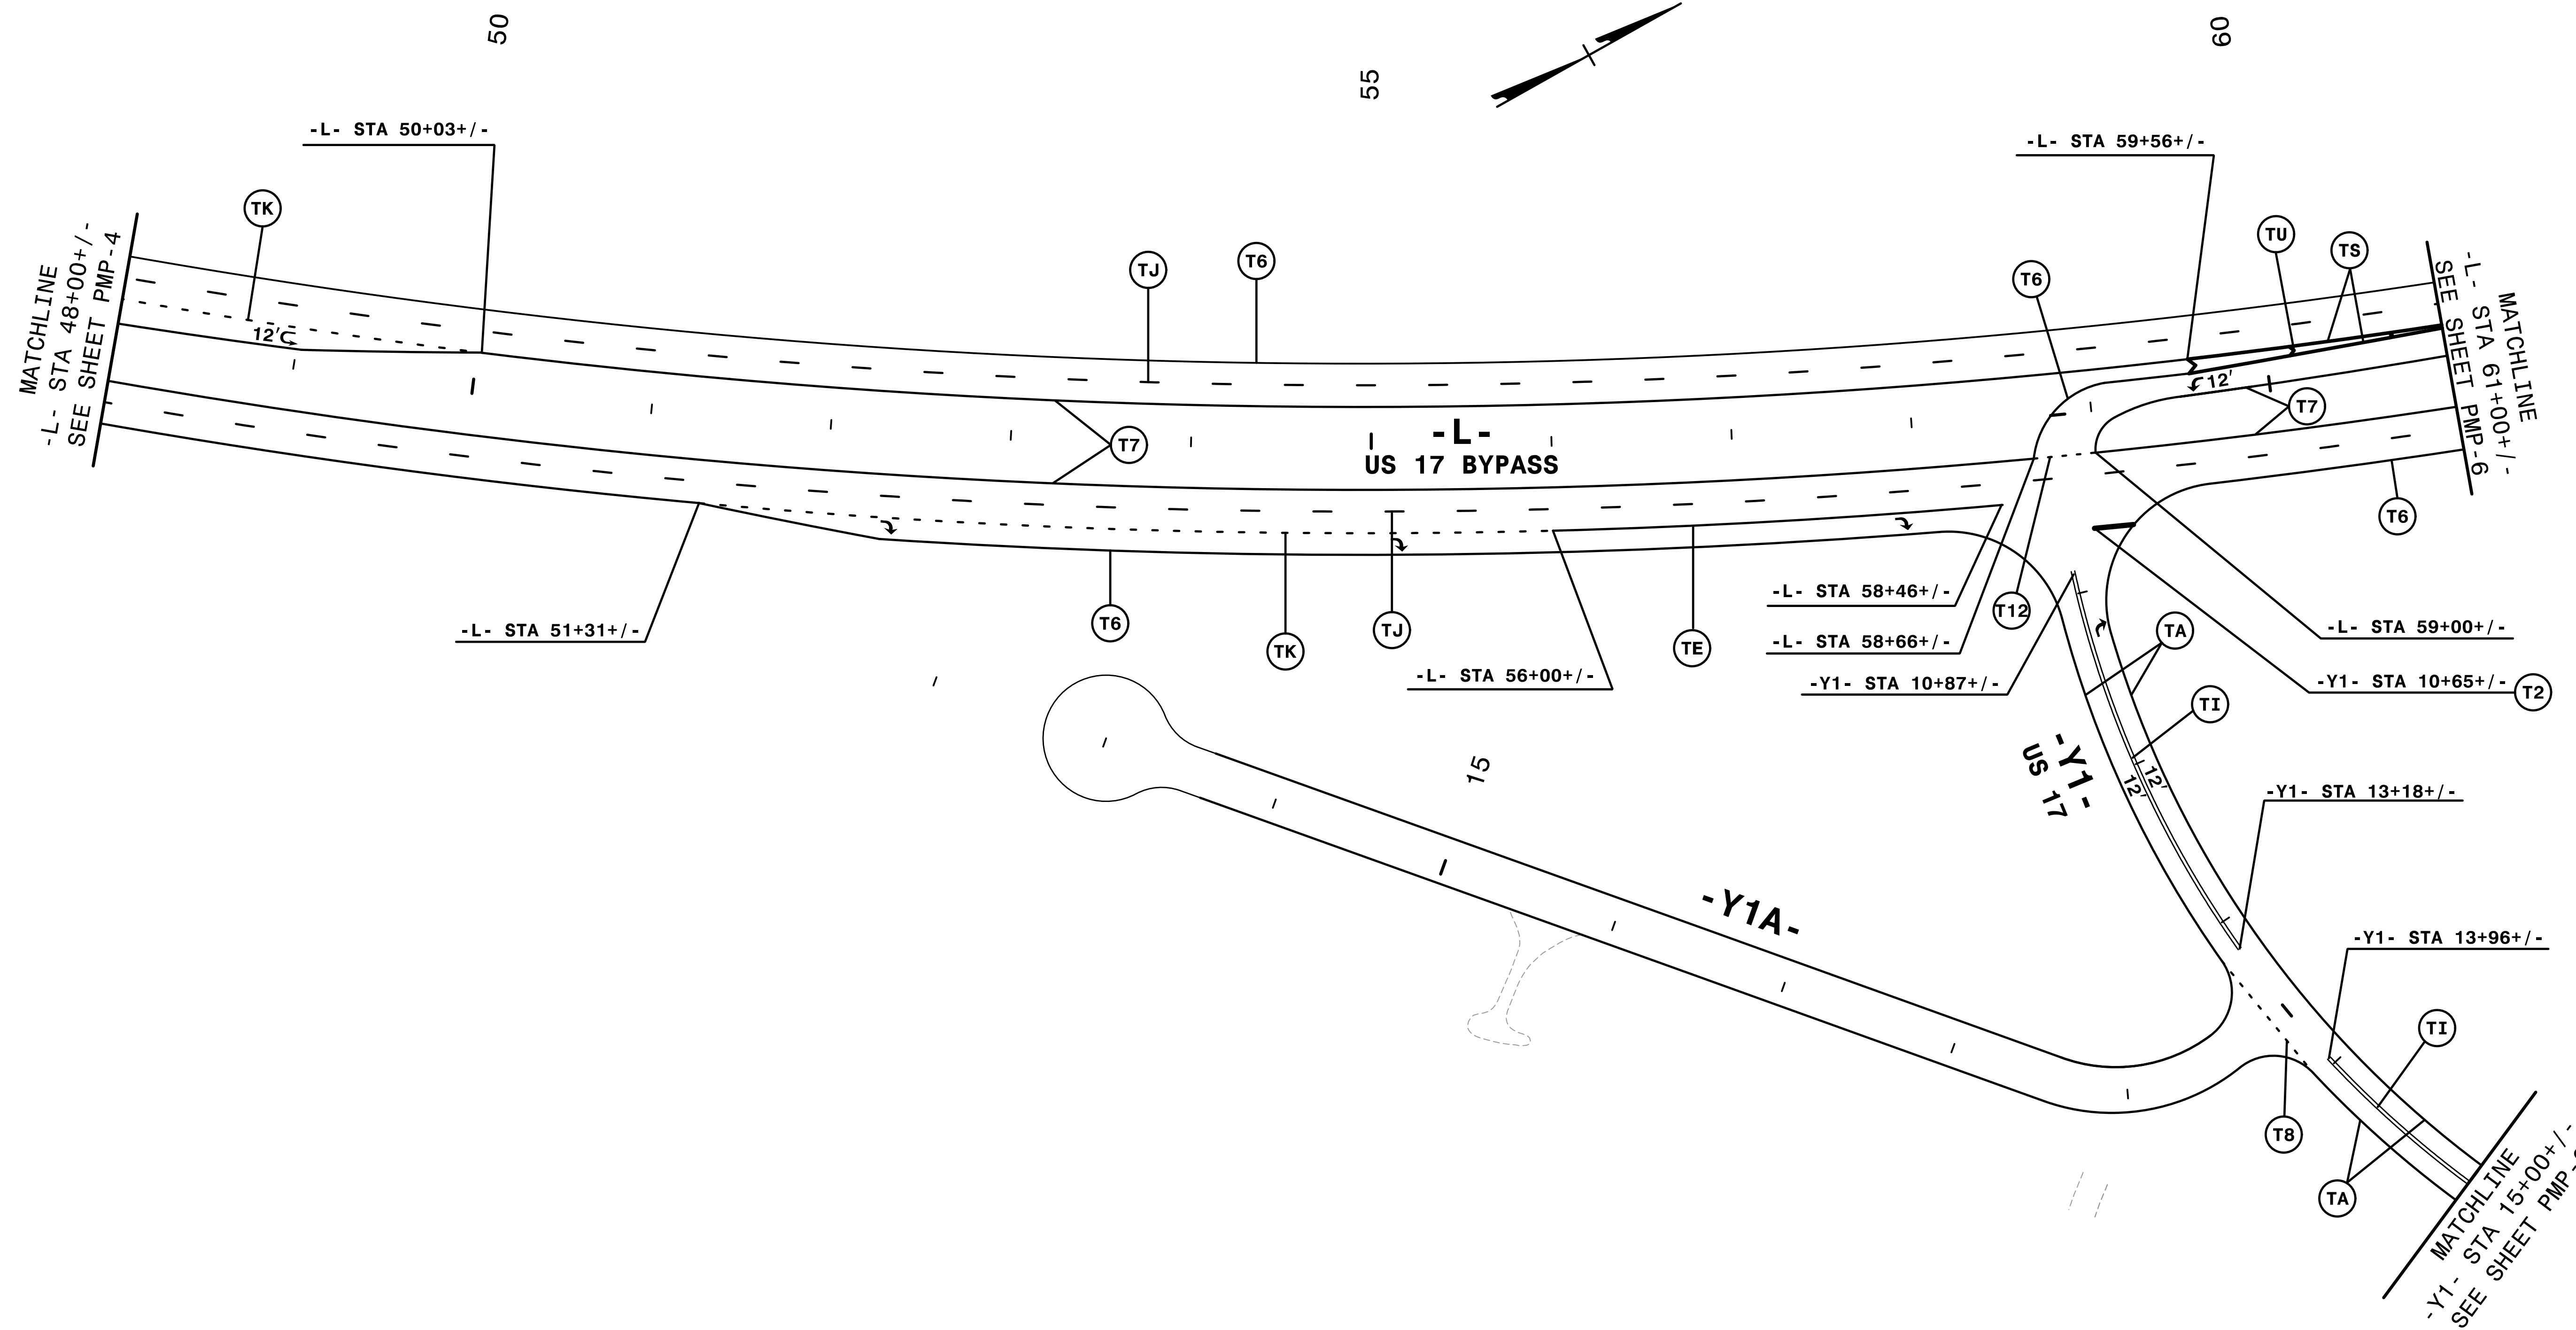 50
55
60
-L- STA 50+03+/-
-L- STA 59+56+/-
MATCHLINE
-L- STA 48+00+/-
SEE SHEET PMP-4
TK
TJ
T6
T6
TU
TS
MATCHLINE
-L- STA 61+00+/-
SEE SHEET PMP-6
12'
12'
T7
T7
-L-
US 17 BYPASS
T6
-L- STA 51+31+/-
T6
TK
TJ
TE
-L- STA 56+00+/-
-L- STA 58+46+/-
T12
-L- STA 58+66+/-
-Y1- STA 10+87+/-
TA
-L- STA 59+00+/-
-Y1- STA 10+65+/-
T2
TI
15
-Y1-
US 17
12'
12'
-Y1- STA 13+18+/-
-Y1A-
-Y1- STA 13+96+/-
TI
T8
TA
MATCHLINE
-Y1- STA 15+00+/-
SEE SHEET